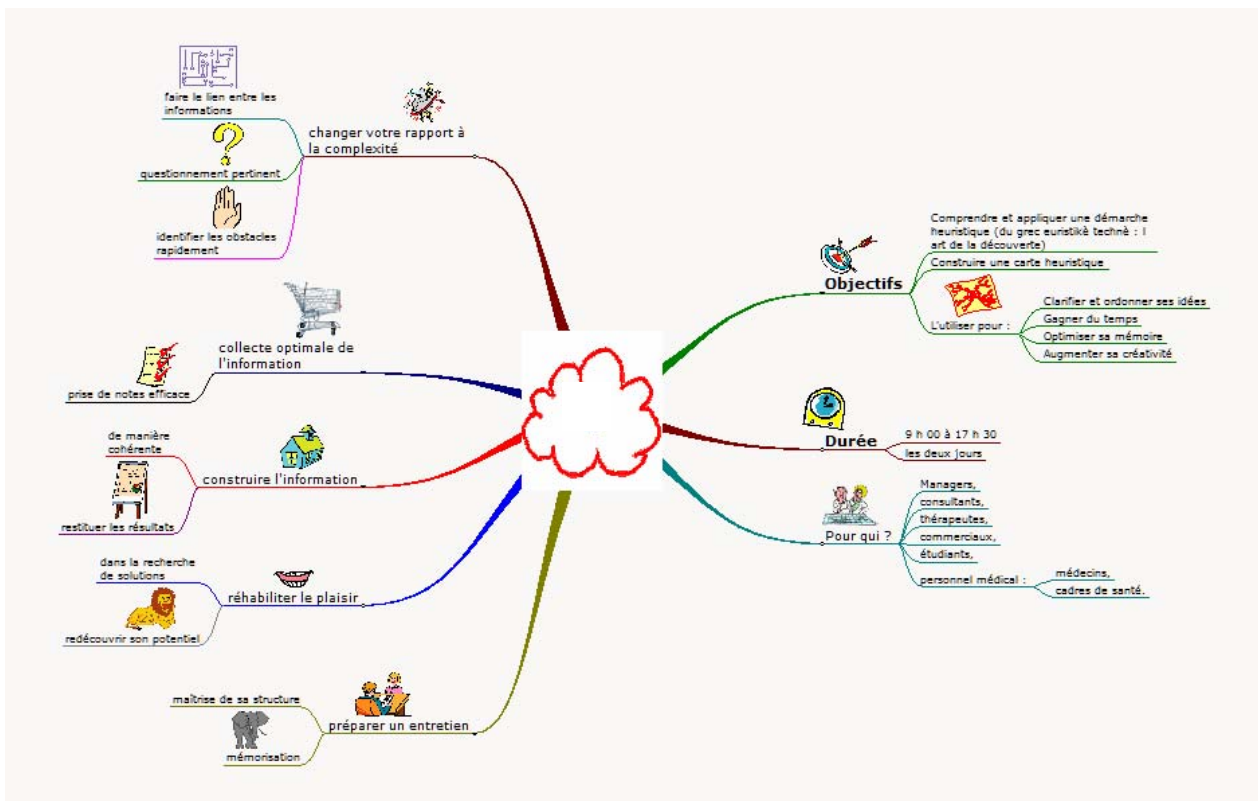 faire le lien entre les
informations
questionnement pertinent
identifier les obstacles
rapidement
changer votre rapport à
la complexité
collecte optimale de
l'information
prise de notes efficace
de manière
cohérente
restituer les résultats
construire l'information
dans la recherche
de solutions
redécouvrir son potentiel
réhabiliter le plaisir
maîtrise de sa structure
mémorisation
préparer un entretien
Objectifs
Comprendre et appliquer une démarche
heuristique (du grec euristikè technè : l
art de la découverte)
Construire une carte heuristique
L'utiliser pour :
Clarifier et ordonner ses idées
Gagner du temps
Optimiser sa mémoire
Augmenter sa créativité
Durée
9 h 00 à 17 h 30
les deux jours
Pour qui ?
Managers,
consultants,
thérapeutes,
commerciaux,
étudiants,
personnel médical :
médecins,
cadres de santé.